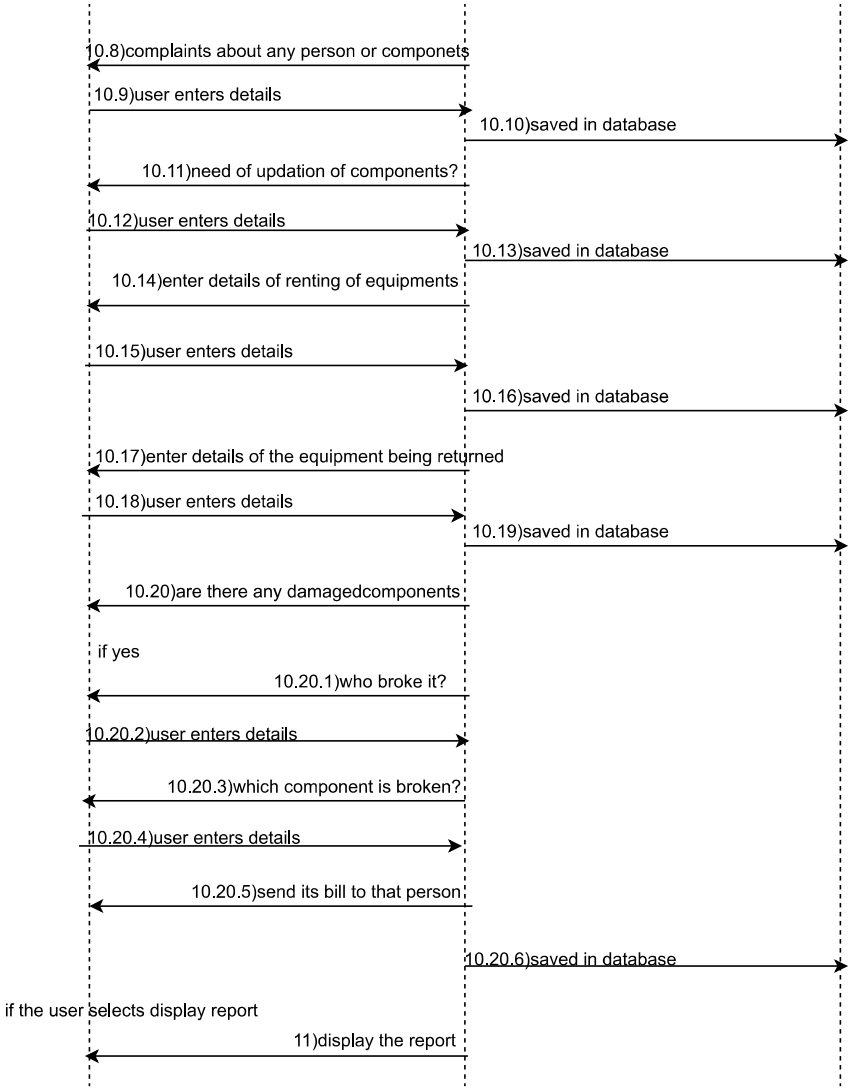 10.8)complaints about any person or componets
10.9)user enters details
10.10)saved in database
10.11)need of updation of components?
10.12)user enters details
10.13)saved in database
10.14)enter details of renting of equipments
10.15)user enters details
10.16)saved in database
10.17)enter details of the equipment being returned
10.18)user enters details
10.19)saved in database
10.20)are there any damagedcomponents
if yes
10.20.1)who broke it?
10.20.2)user enters details
10.20.3)which component is broken?
10.20.4)user enters details
10.20.5)send its bill to that person
10.20.6)saved in database
if the user selects display report
11)display the report